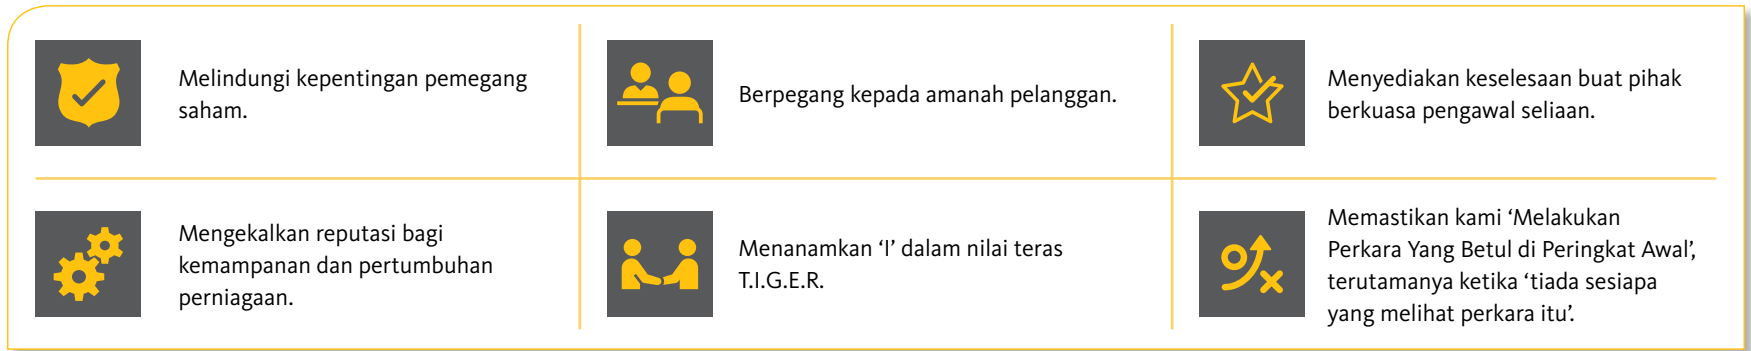 Melindungi kepentingan pemegang
saham.
Berpegang kepada amanah pelanggan.
Menyediakan keselesaan buat pihak
berkuasa pengawal seliaan.
Mengekalkan reputasi bagi
kemampanan dan pertumbuhan
perniagaan.
Menanamkan ‘I’ dalam nilai teras
T.I.G.E.R.
Memastikan kami ‘Melakukan
Perkara Yang Betul di Peringkat Awal’,
terutamanya ketika ‘tiada sesiapa
yang melihat perkara itu’.